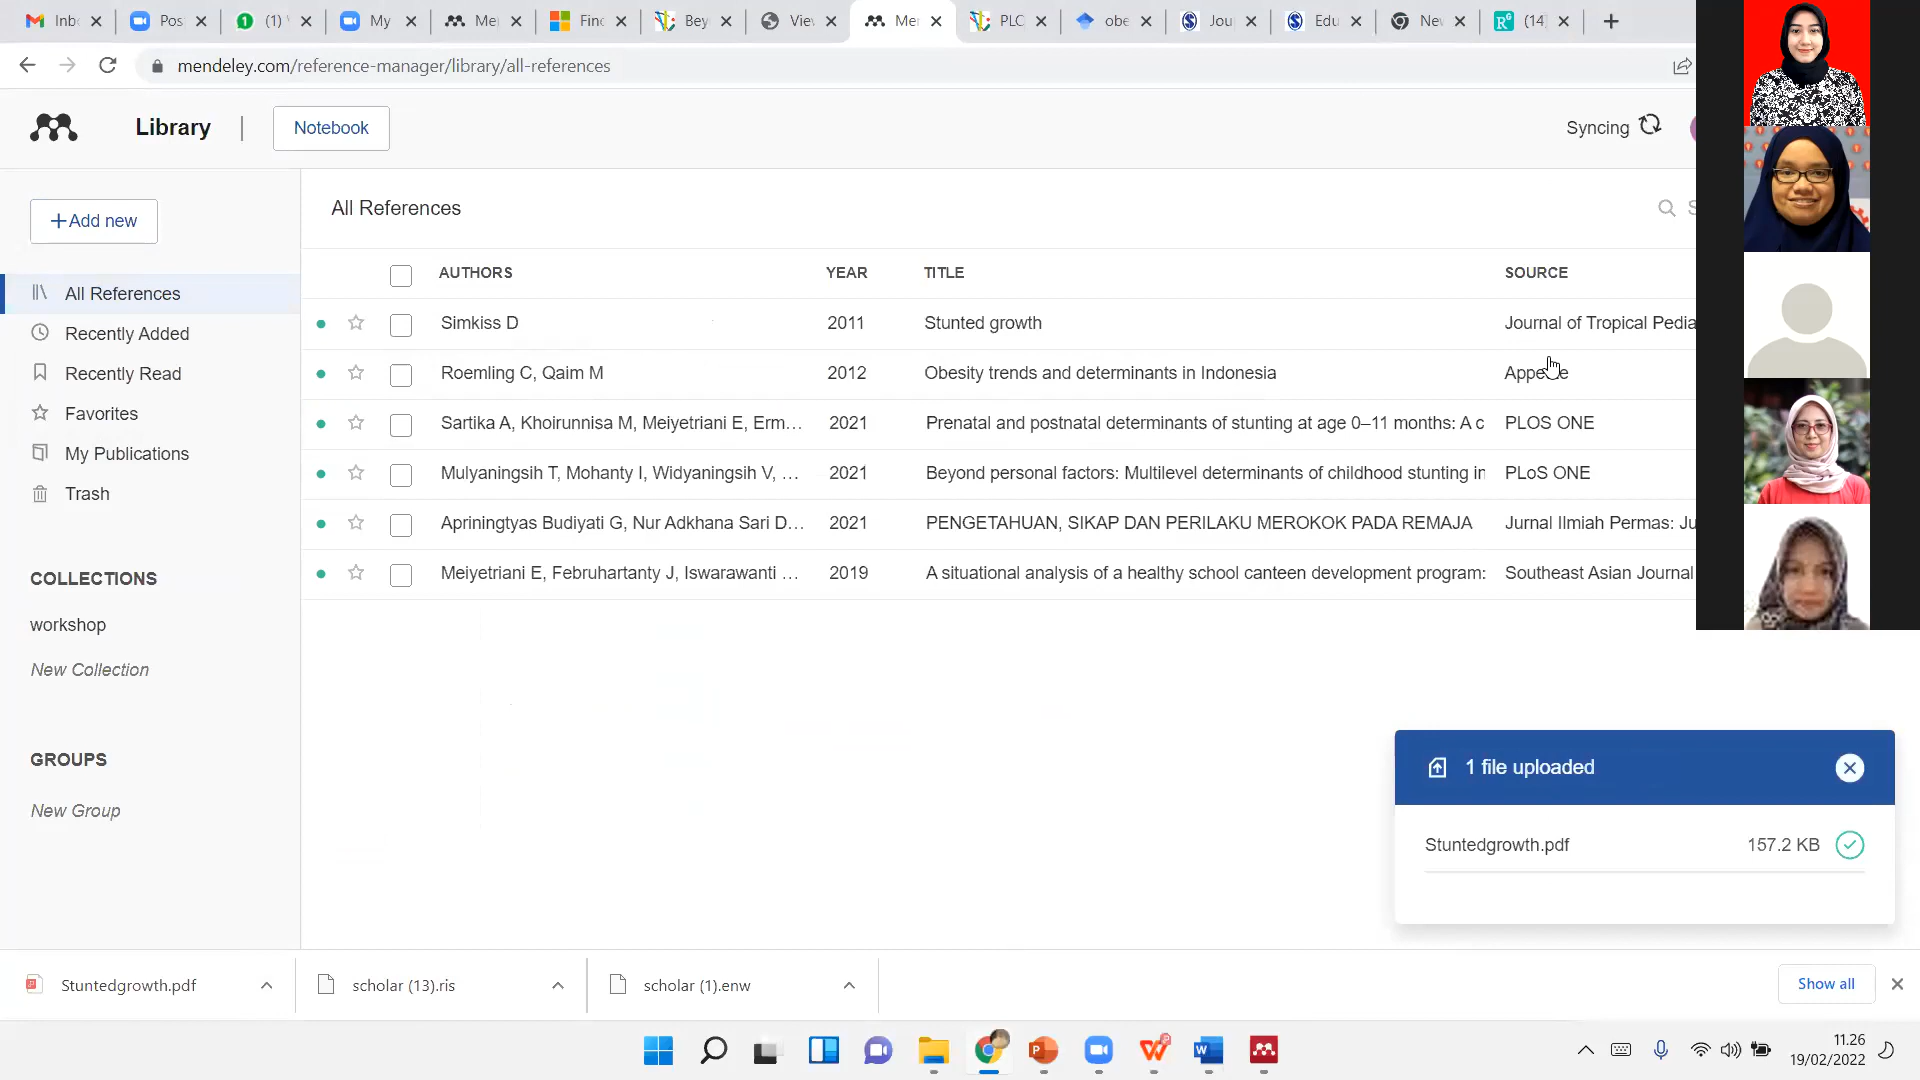 Inb
Pos
(1)
My
Me
Find
Bey
Vie
Me
PLC
obe
Jou
Edu
Nev
(14
mendeley.com/reference-manager/library/all-references
Library
Notebook
Syncing
+Add new
All References
Recently Added
Recently Read
Favorites
My Publications
Trash
COLLECTIONS
workshop
New Collection
GROUPS
New Group
All References
AUTHORS YEAR TITLE SOURCE
Simkiss D 2011 Stunted growth Journal of Tropical Pedia
Roemling C, Qaim M 2012 Obesity trends and determinants in Indonesia
Sartika A, Khoirunnisa M, Meiyetriani E, Erm... 2021 Prenatal and postnatal determinants of stunting at age 0–11 months: A c PLOS ONE
Mulyaningsih T, Mohanty I, Widyaningsih V, ... 2021 Beyond personal factors: Multilevel determinants of childhood stunting in PLoS ONE
Apriningtyas Budiyati G, Nur Adkhana Sari D... 2021 PENGETAHUAN, SIKAP DAN PERILAKU MEROKOK PADA REMAJA Jurnal Ilmiah Permas: Ju
Meiyetriani E, Februhartanty J, Iswarawanti ... 2019 A situational analysis of a healthy school canteen development program: Southeast Asian Journal
1 file uploaded
Stuntedgrowth.pdf 157.2 KB
Stuntedgrowth.pdf
scholar (13).ris
scholar (1).enw
Show all
11.26
19/02/2022